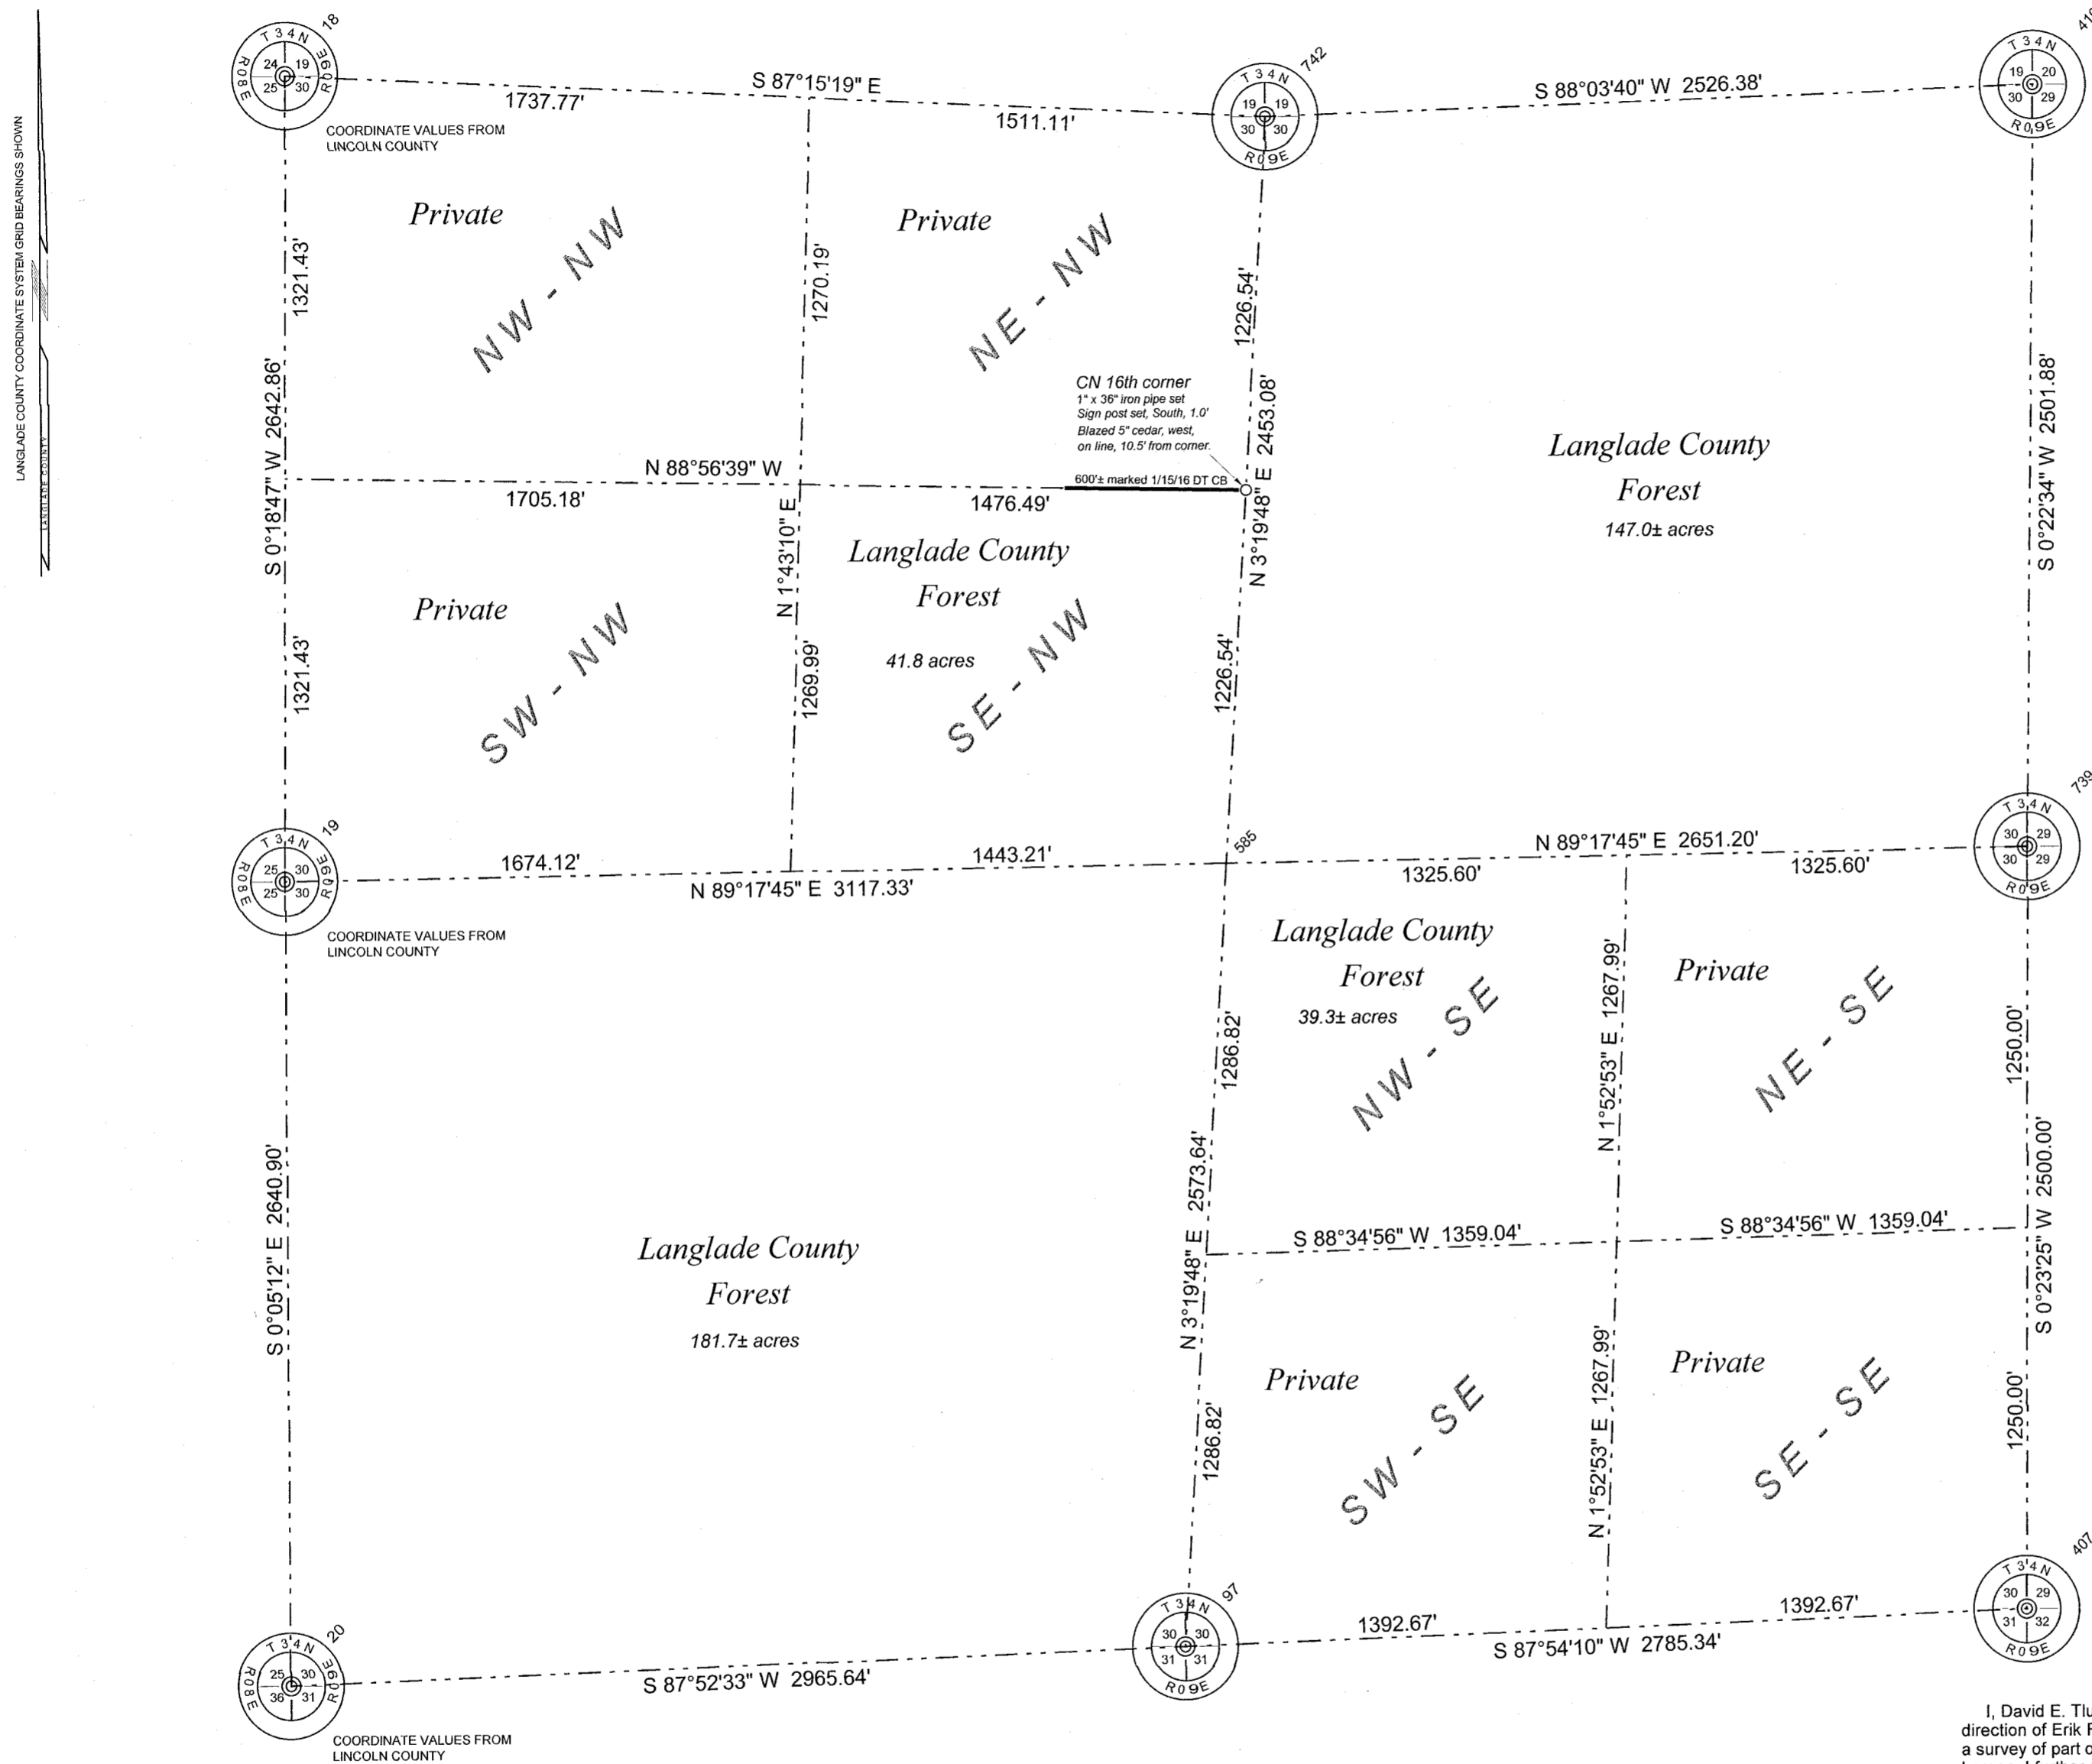 LANGLADE COUNTY COORDINATE SYSTEM GRID BEARINGS SHOWN
LANGLADE COUNTY
18
T 34 N
R08E
R09E
24 19
25 30
COORDINATE VALUES FROM
LINCOLN COUNTY
S 87°15'19" E
1737.77'
1511.11'
742
T 34 N
19 19
30 30
R09E
S 88°03'40" W 2526.38'
T 34 N
19 20
30 29
R09E
Private
NW - NW
Private
NE - NW
1321.43'
1270.19'
1226.54'
S 0°18'47" W 2642.86'
N 3°19'48" E 2453.08'
S 0°22'34" W 2501.88'
CN 16th corner
1" x 36" iron pipe set
Sign post set, South, 1.0'
Blazed 5" cedar, west,
on line, 10.5' from corner.
600'± marked 1/15/16 DT CB
Langlade County
Forest
147.0± acres
N 88°56'39" W
1705.18'
1476.49'
N 1°43'10" E
1269.99'
Private
SW - NW
Langlade County
Forest
41.8 acres
SE - NW
1321.43'
1226.54'
19
T 34 N
R08E
R09E
25 30
25 30
COORDINATE VALUES FROM
LINCOLN COUNTY
1674.12'
1443.21'
N 89°17'45" E 3117.33'
585
N 89°17'45" E 2651.20'
1325.60'
1325.60'
739
T 34 N
30 29
30 29
R09E
Langlade County
Forest
39.3± acres
NW - SE
Private
NE - SE
1286.82'
N 1°52'53" E 1267.99'
1250.00'
S 0°05'12" E 2640.90'
N 3°19'48" E 2573.64'
S 0°23'25" W 2500.00'
S 88°34'56" W 1359.04'
S 88°34'56" W 1359.04'
Langlade County
Forest
181.7± acres
Private
SW - SE
Private
SE - SE
1286.82'
N 1°52'53" E 1267.99'
1250.00'
20
T 34 N
R08E
R09E
25 30
36 31
COORDINATE VALUES FROM
LINCOLN COUNTY
S 87°52'33" W 2965.64'
97
T 34 N
30 30
31 31
R09E
1392.67'
1392.67'
S 87°54'10" W 2785.34'
407
T 34 N
30 29
31 32
R09E
I, David E.
direction of Erik
a survey of part